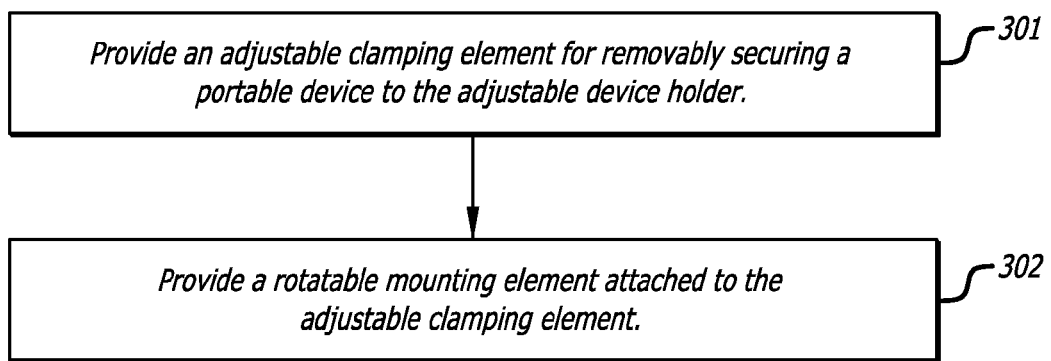 Provide an adjustable clamping element for removably securing a
portable device to the adjustable device holder.
301
Provide a rotatable mounting element attached to the
adjustable clamping element.
302